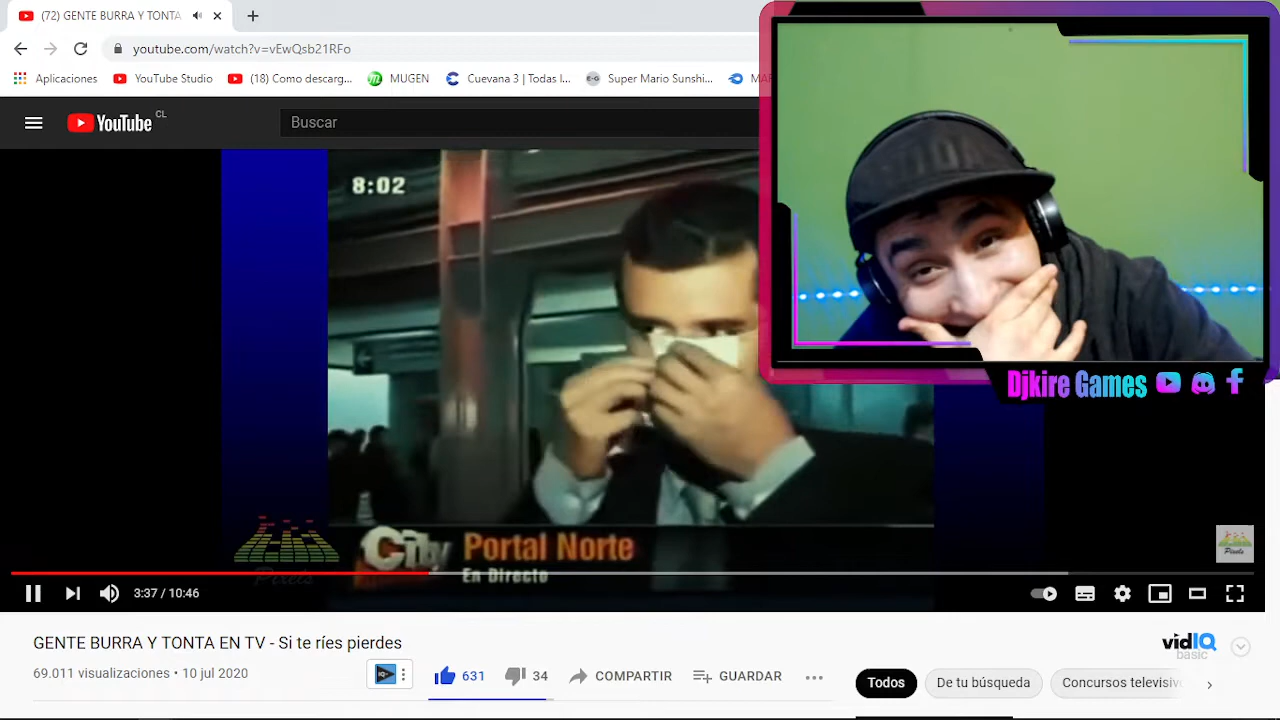 (72) GENTE BURRA Y TONTA
youtube.com/watch?v=vEwQsb21RFo
Aplicaciones YouTube Studio (18) Como descarg... MUGEN Cuevana 3 | Todas l... Super Mario Sunshi...
YouTube CL
Buscar
8:02
Djkire Games
City Portal Norte
En Directo
Pixels
3:37 / 10:46
GENTE BURRA Y TONTA EN TV - Si te ríes pierdes
69.011 visualizaciones • 10 jul 2020
631 34 COMPARTIR GUARDAR
vidIQ
basic
Todos De tu búsqueda Concursos televisiv